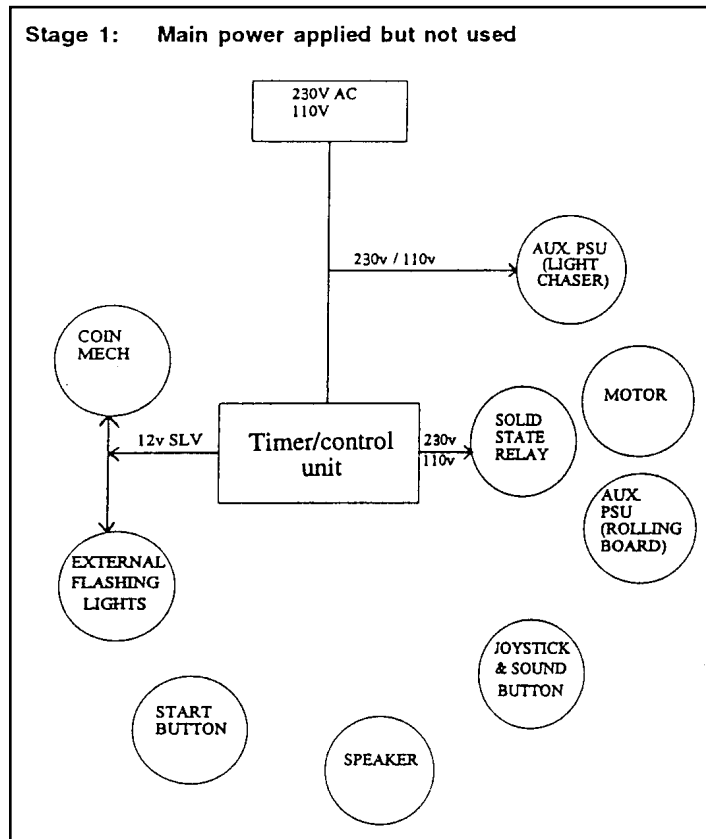 Stage 1: Main power applied but not used
230V AC
110V
230v / 110v
AUX. PSU
(LIGHT
CHASER)
COIN
MECH
MOTOR
12v SLV
Timer/control
unit
230v
110v
SOLID
STATE
RELAY
AUX.
PSU
(ROLLING
BOARD)
EXTERNAL
FLASHING
LIGHTS
JOYSTICK
& SOUND
BUTTON
START
BUTTON
SPEAKER